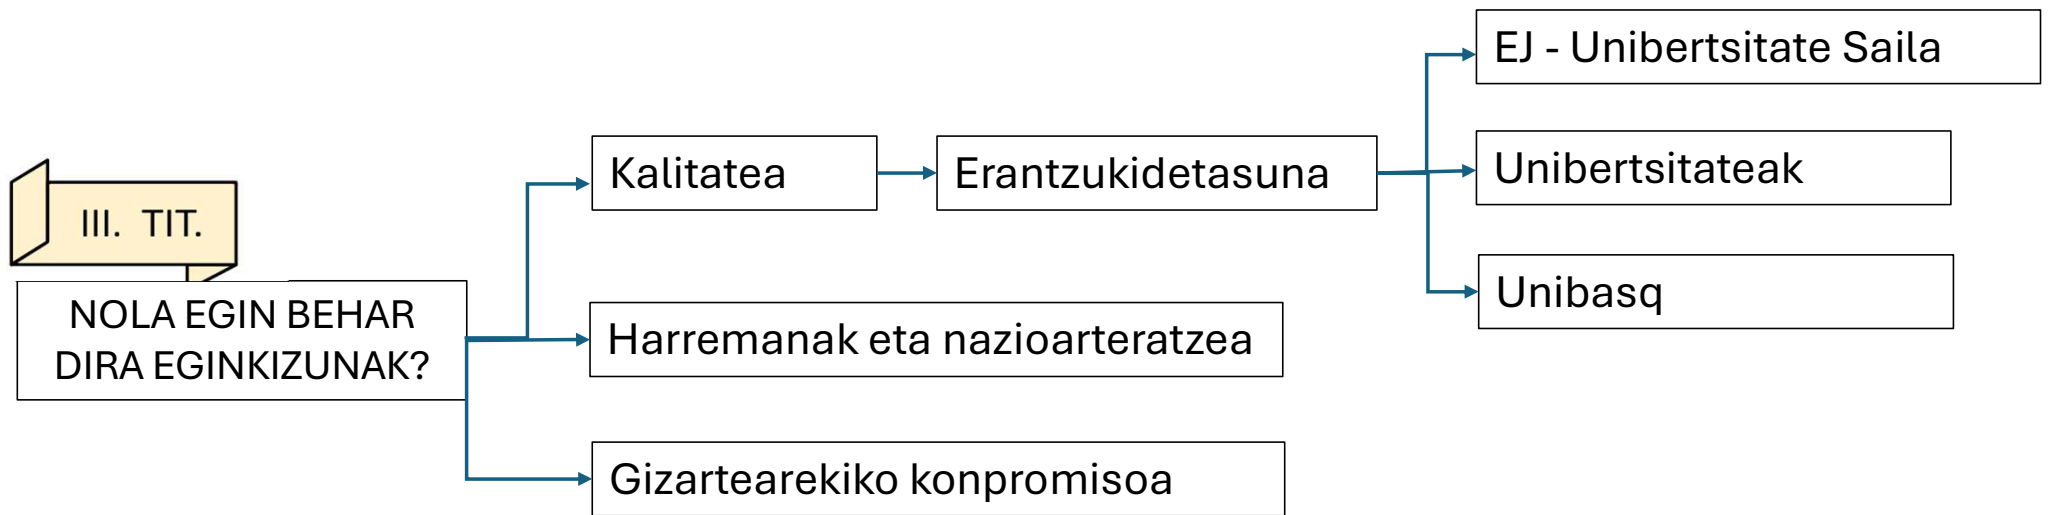 III. TIT.
NOLA EGIN BEHAR
DIRA EGINKIZUNAK?
Kalitatea
Erantzukidetasuna
EJ - Unibertsitate Saila
Unibertsitateak
Unibasq
Harremanak eta nazioarteratzea
Gizartearekiko konpromisoa